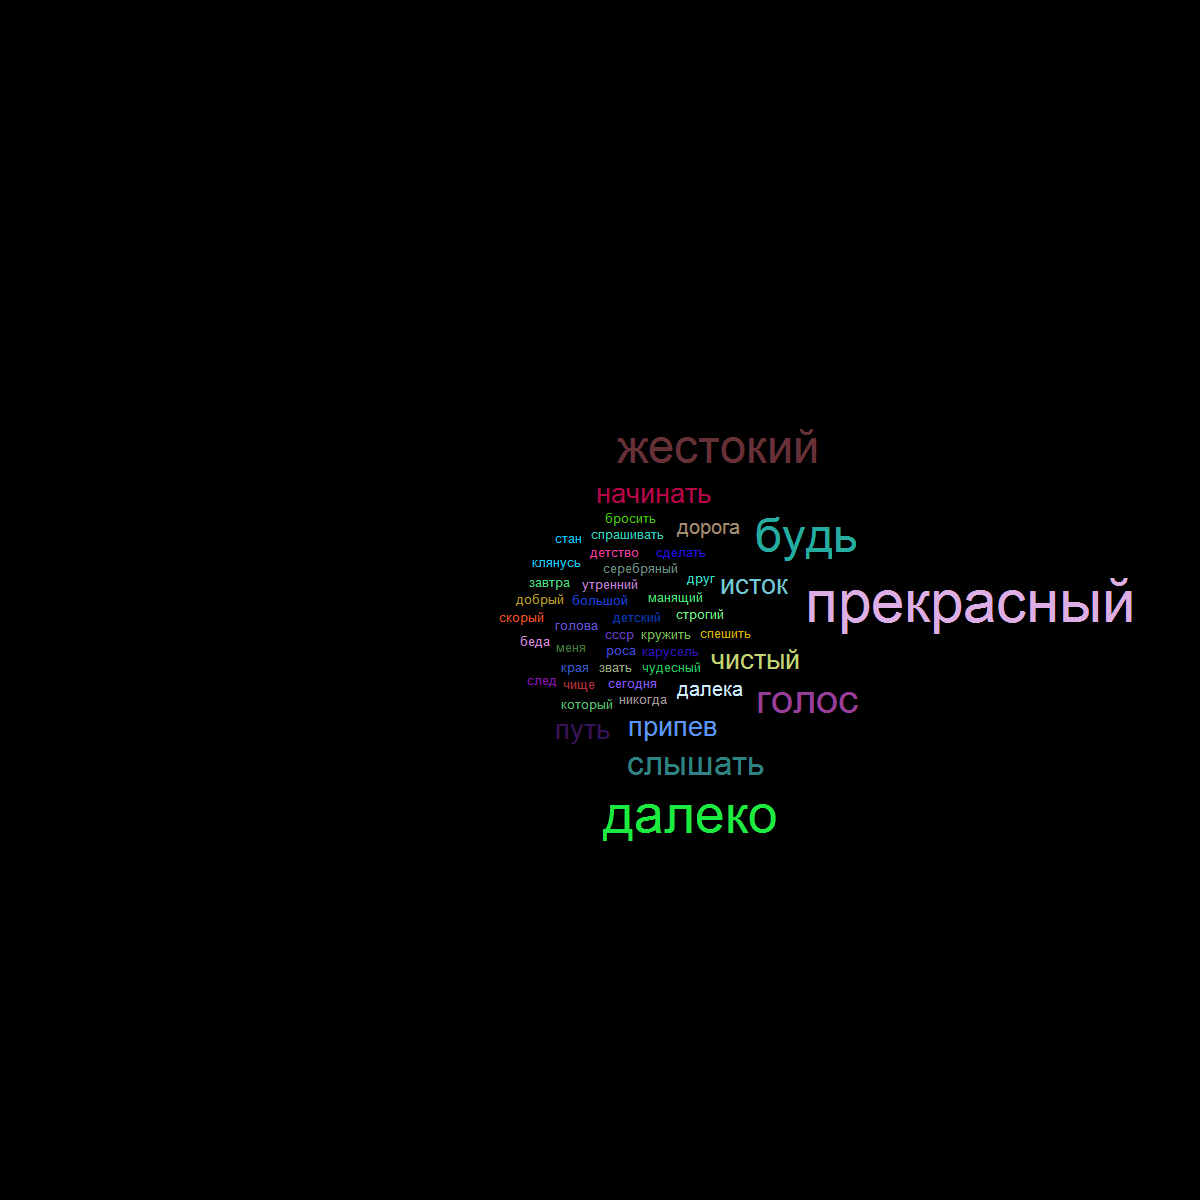 жестокий
начинать
бросить
дорога
будь
спрашивать
стан
детство
сделать
клянусь
серебряный
завтра
утренний
друг
исток
прекрасный
добрый
большой
манящий
скорый
детский
строгий
голова
ссср
кружить
спешить
беда
меня
роса
карусель
чистый
края
звать
чудесный
след
чище
сегодня
далека
голос
который
никогда
путь
припев
слышать
далеко